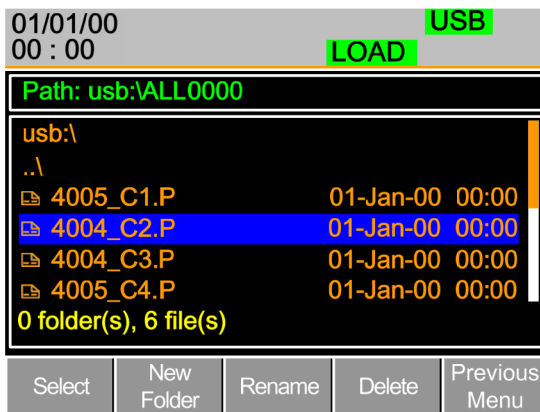 01/01/00 USB
00 : 00 LOAD
Path: usb:\ALL0000
usb:\
..\
4005_C1.P 01-Jan-00 00:00
4004_C2.P 01-Jan-00 00:00
4004_C3.P 01-Jan-00 00:00
4005_C4.P 01-Jan-00 00:00
0 folder(s), 6 file(s)
Select New Folder Rename Delete Previous Menu